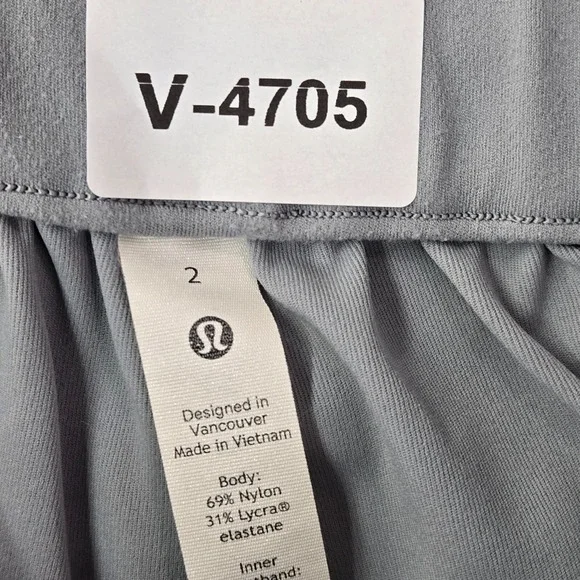 V-4705
2
Designed in
Vancouver
Made in Vietnam
Body:
69% Nylon
31% Lycra®
elastane
Inner